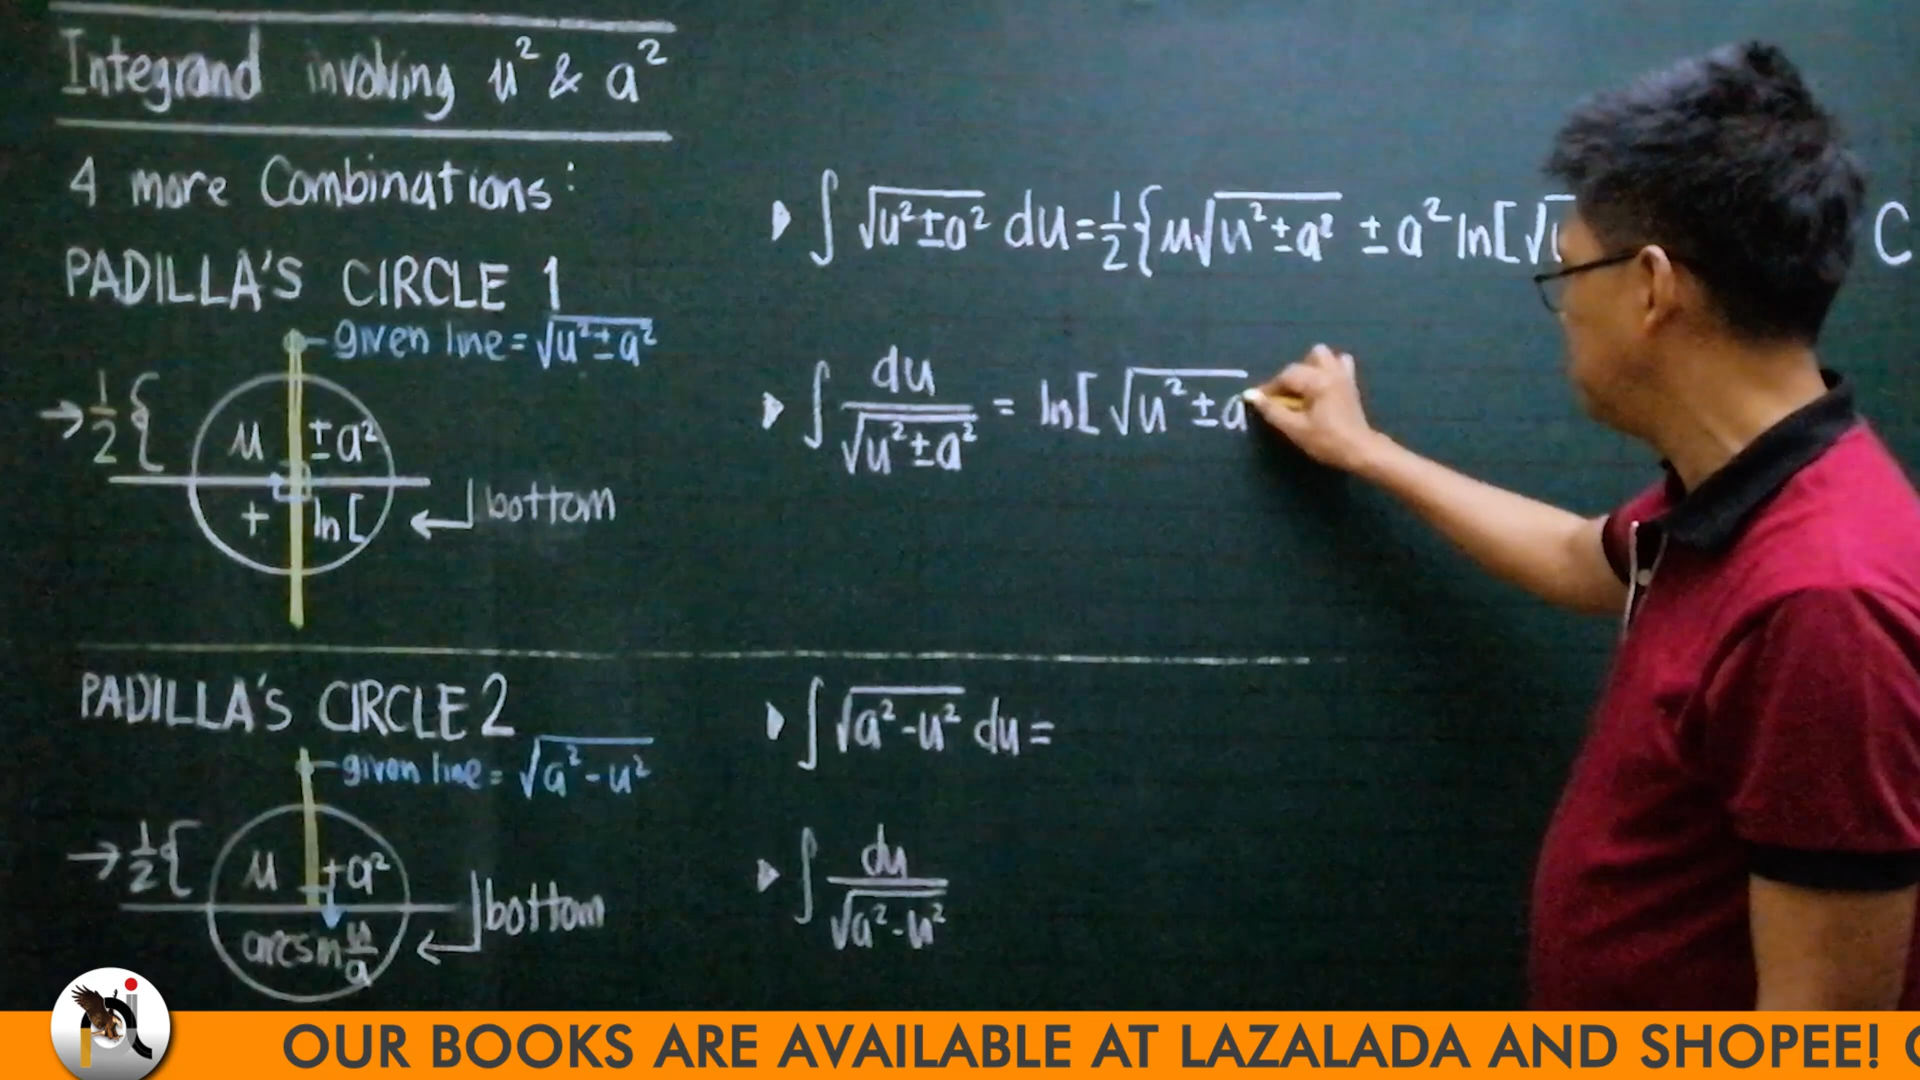 Integrand involving u² & a²
4 more Combinations:
PADILLA'S CIRCLE 1
given line = √u²±a²
→ 1/2 {
u ±a²
+ ln[
bottom
▸ ∫ √u²±a² du = 1/2 {u√u²±a² ± a² ln[√u C
▸ ∫ du/√u²±a² = ln[ √u²±a
PADILLA'S CIRCLE 2
given line = √a²-u²
→ 1/2 {
u +a²
arcsin u/a
bottom
▸ ∫ √a²-u² du =
▸ ∫ du/√a²-u²
OUR BOOKS ARE AVAILABLE AT LAZALADA AND SHOPEE!